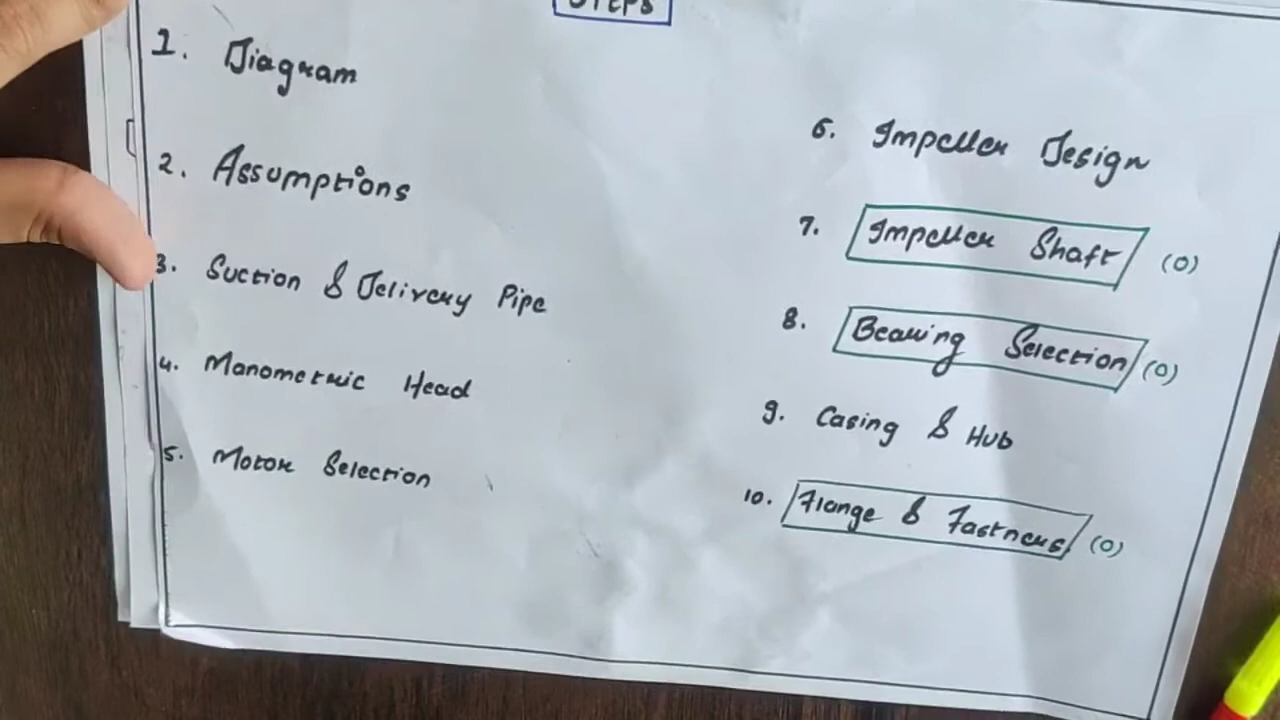 STEPS
1. Diagram
2. Assumptions
3. Suction & Delivery Pipe
4. Manometric Head
5. Motor Selection
6. Impeller Design
7. Impeller Shaft (0)
8. Bearing Selection (0)
9. Casing & Hub
10. Flange & Fastners (0)